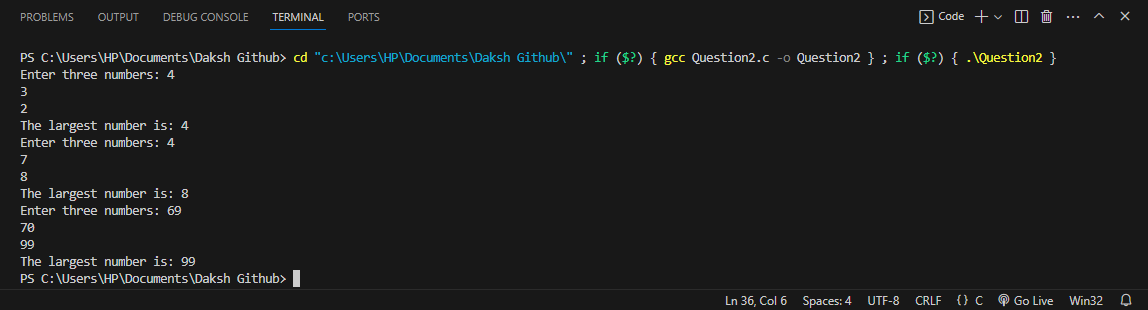 PROBLEMS OUTPUT DEBUG CONSOLE TERMINAL PORTS Code
PS C:\Users\HP\Documents\Daksh Github> cd "c:\Users\HP\Documents\Daksh Github\" ; if ($?) { gcc Question2.c -o Question2 } ; if ($?) { .\Question2 }
Enter three numbers: 4
3
2
The largest number is: 4
Enter three numbers: 4
7
8
The largest number is: 8
Enter three numbers: 69
70
99
The largest number is: 99
PS C:\Users\HP\Documents\Daksh Github>
Ln 36, Col 6 Spaces: 4 UTF-8 CRLF {} C Go Live Win32